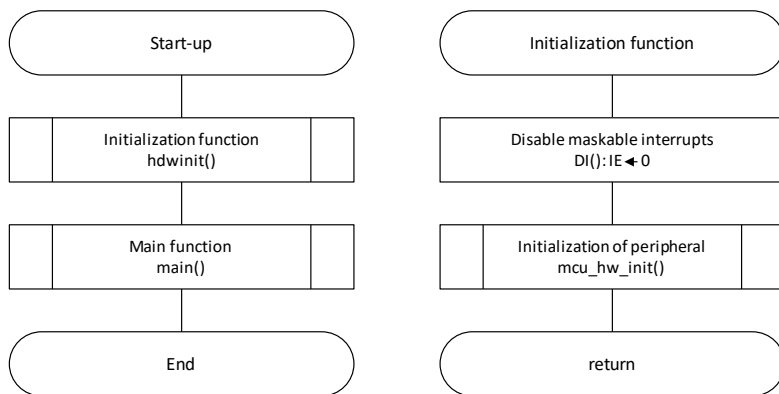 Start-up
Initialization function
hdwinit()
Main function
main()
End
Initialization function
Disable maskable interrupts
DI(): IE ← 0
Initialization of peripheral
mcu_hw_init()
return